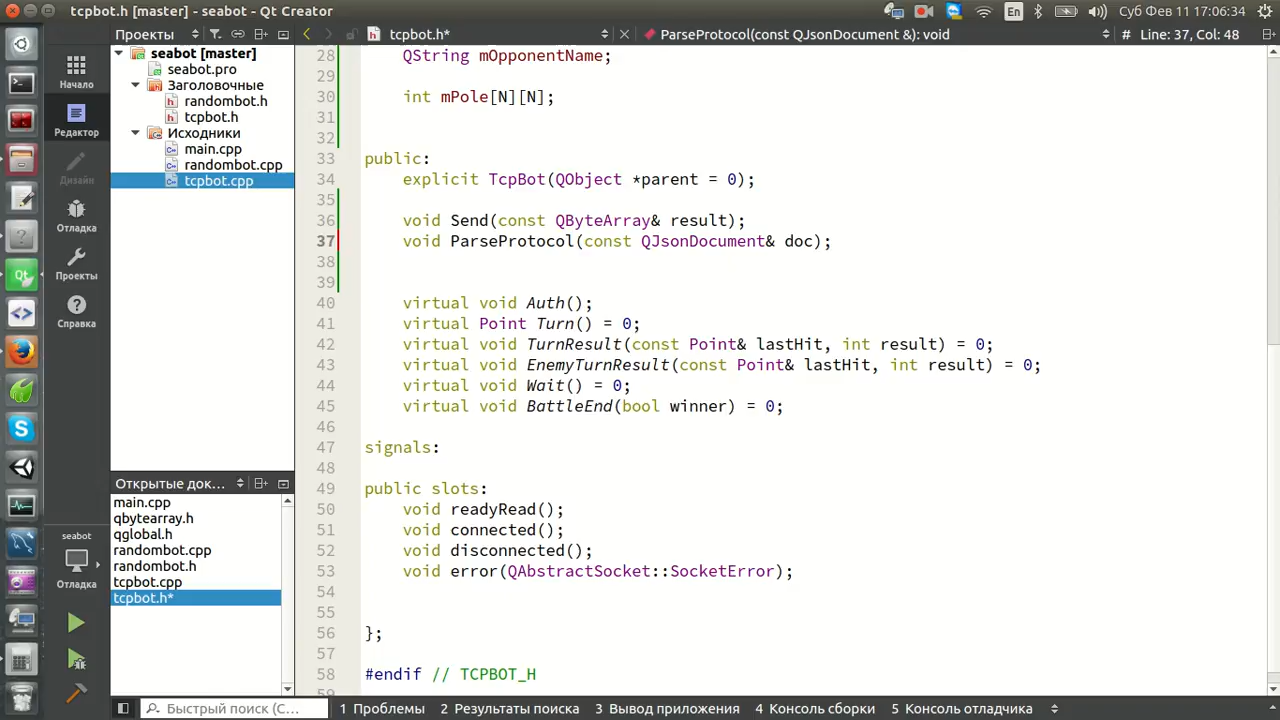 tcpbot.h [master] - seabot - Qt Creator
En
Суб Фев 11 17:06:34
Проекты
tcpbot.h*
ParseProtocol(const QJsonDocument &): void
# Line: 37, Col: 48
Начало
Редактор
Дизайн
Отладка
Проекты
Справка
seabot
Отладка
seabot [master]
seabot.pro
Заголовочные
randombot.h
tcpbot.h
Исходники
main.cpp
randombot.cpp
tcpbot.cpp
Открытые док...
main.cpp
qbytearray.h
qglobal.h
randombot.cpp
randombot.h
tcpbot.cpp
tcpbot.h*
28 QString mOpponentName;
29
30 int mPole[N][N];
31
32
33 public:
34 explicit TcpBot(QObject *parent = 0);
35
36 void Send(const QByteArray& result);
37 void ParseProtocol(const QJsonDocument& doc);
38
39
40 virtual void Auth();
41 virtual Point Turn() = 0;
42 virtual void TurnResult(const Point& lastHit, int result) = 0;
43 virtual void EnemyTurnResult(const Point& lastHit, int result) = 0;
44 virtual void Wait() = 0;
45 virtual void BattleEnd(bool winner) = 0;
46
47 signals:
48
49 public slots:
50 void readyRead();
51 void connected();
52 void disconnected();
53 void error(QAbstractSocket::SocketError);
54
55
56 };
57
58 #endif // TCPBOT_H
59
Быстрый поиск (С...
1 Проблемы
2 Результаты поиска
3 Вывод приложения
4 Консоль сборки
5 Консоль отладчика